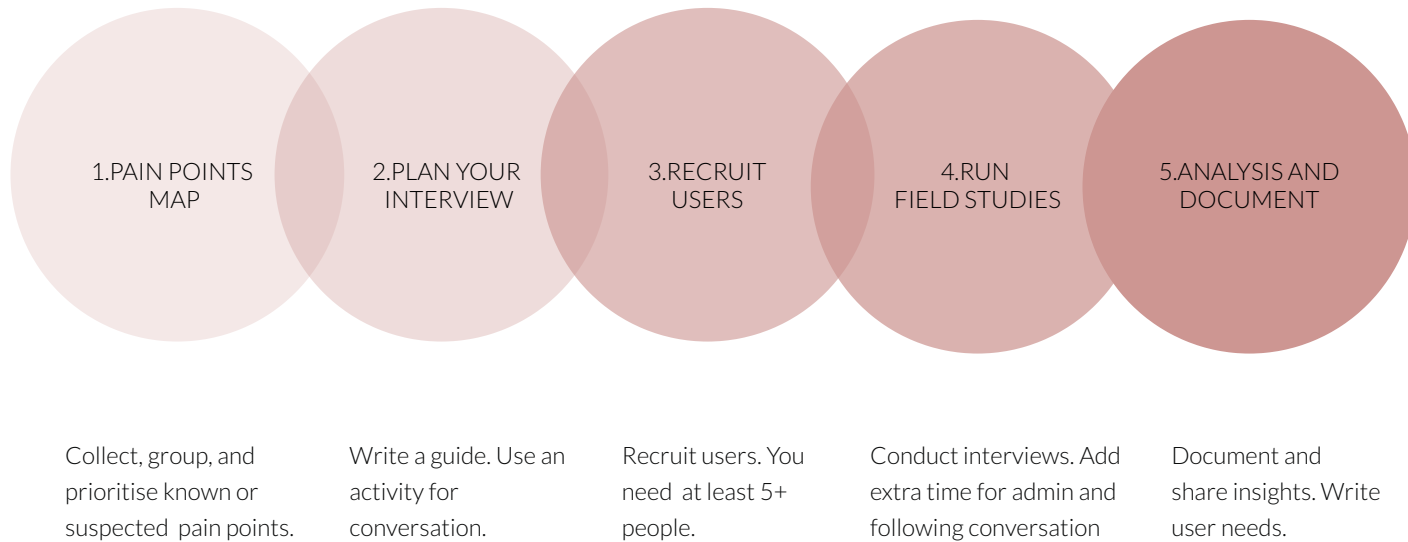 1.PAIN POINTS
MAP
2.PLAN YOUR
INTERVIEW
3.RECRUIT
USERS
4.RUN
FIELD STUDIES
5.ANALYSIS AND
DOCUMENT
Collect, group, and
prioritise known or
suspected  pain points.
Write a guide. Use an
activity for
conversation.
Recruit users. You
need  at least 5+
people.
Conduct interviews. Add
extra time for admin and
following conversation
Document and
share insights. Write
user needs.